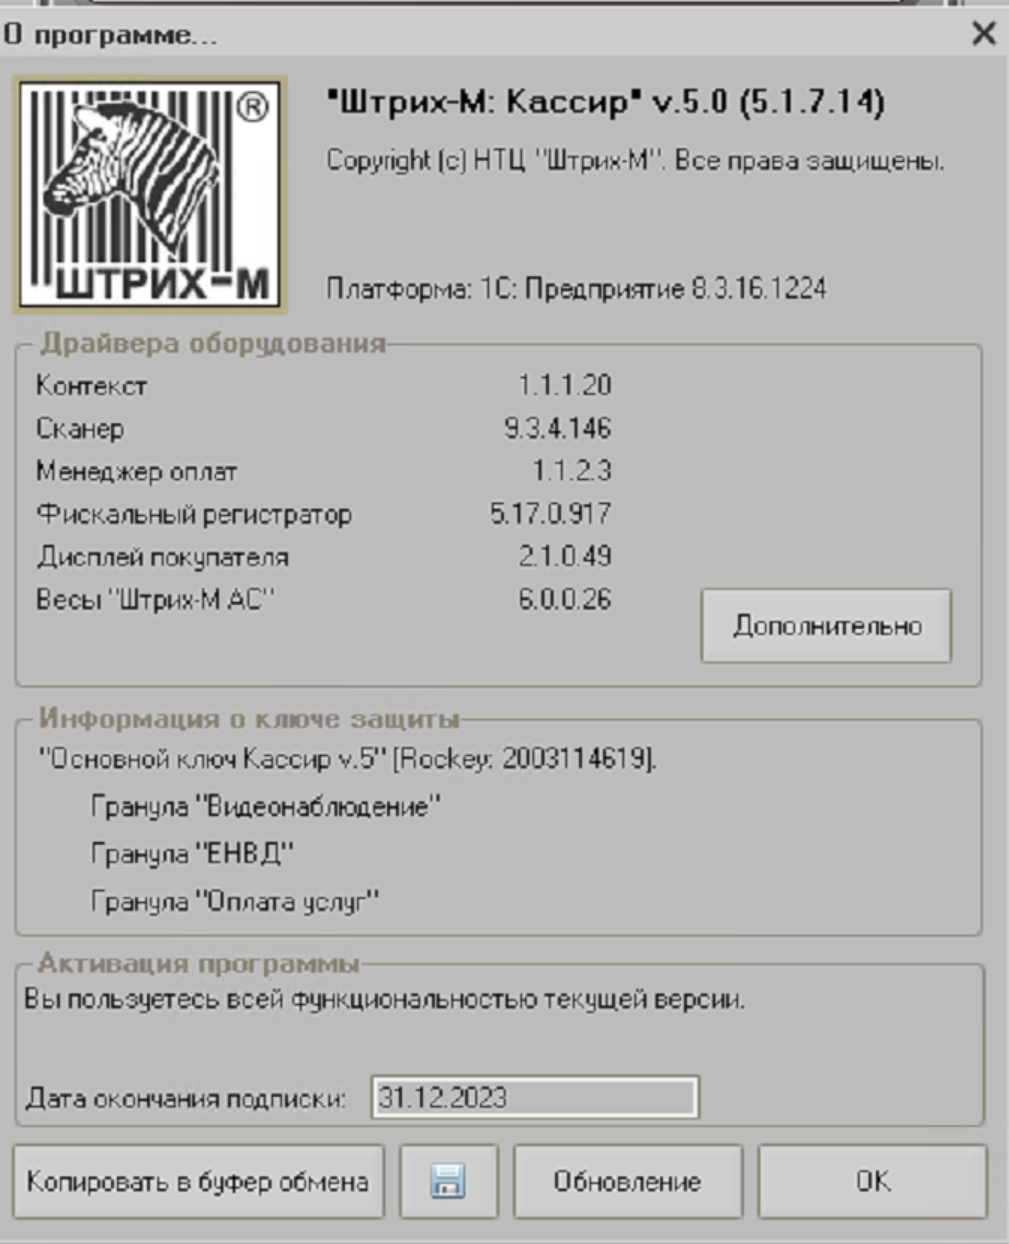 О программе...
®
ШТРИХ-М
"Штрих-М: Кассир" v.5.0 (5.1.7.14)
Copyright (c) НТЦ "Штрих-М". Все права защищены.
Платформа: 1С: Предприятие 8.3.16.1224
Драйвера оборудования
Контекст 1.1.1.20
Сканер 9.3.4.146
Менеджер оплат 1.1.2.3
Фискальный регистратор 5.17.0.917
Дисплей покупателя 2.1.0.49
Весы "Штрих-М АС" 6.0.0.26
Дополнительно
Информация о ключе защиты
"Основной ключ Кассир v.5" [Rockey: 2003114619].
Гранула "Видеонаблюдение"
Гранула "ЕНВД"
Гранула "Оплата услуг"
Активация программы
Вы пользуетесь всей функциональностью текущей версии.
Дата окончания подписки: 31.12.2023
Копировать в буфер обмена Обновление OK